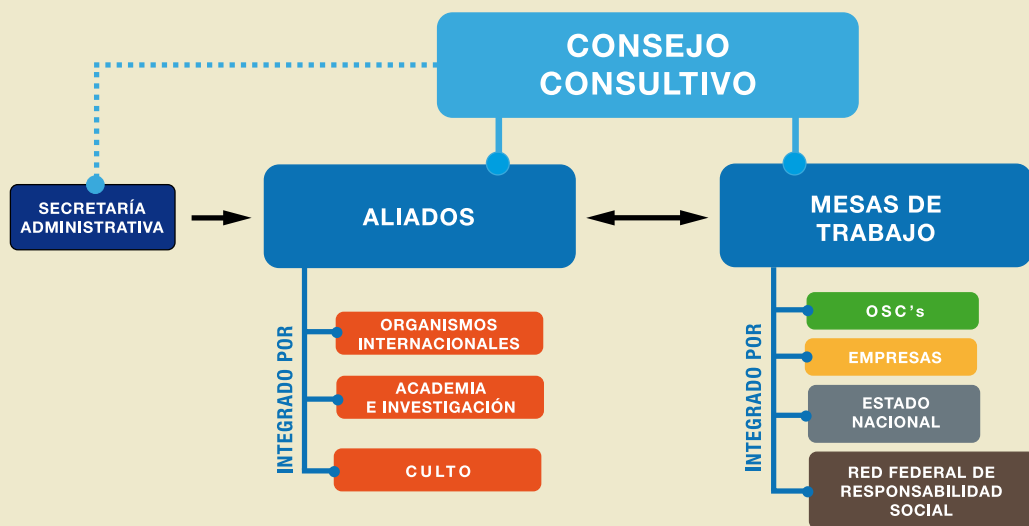 CONSEJO
CONSULTIVO
SECRETARÍA
ADMINISTRATIVA
ALIADOS
MESAS DE
TRABAJO
INTEGRADO POR
ORGANISMOS
INTERNACIONALES
ACADEMIA
E INVESTIGACIÓN
CULTO
INTEGRADO POR
OSC's
EMPRESAS
ESTADO
NACIONAL
RED FEDERAL DE
RESPONSABILIDAD
SOCIAL